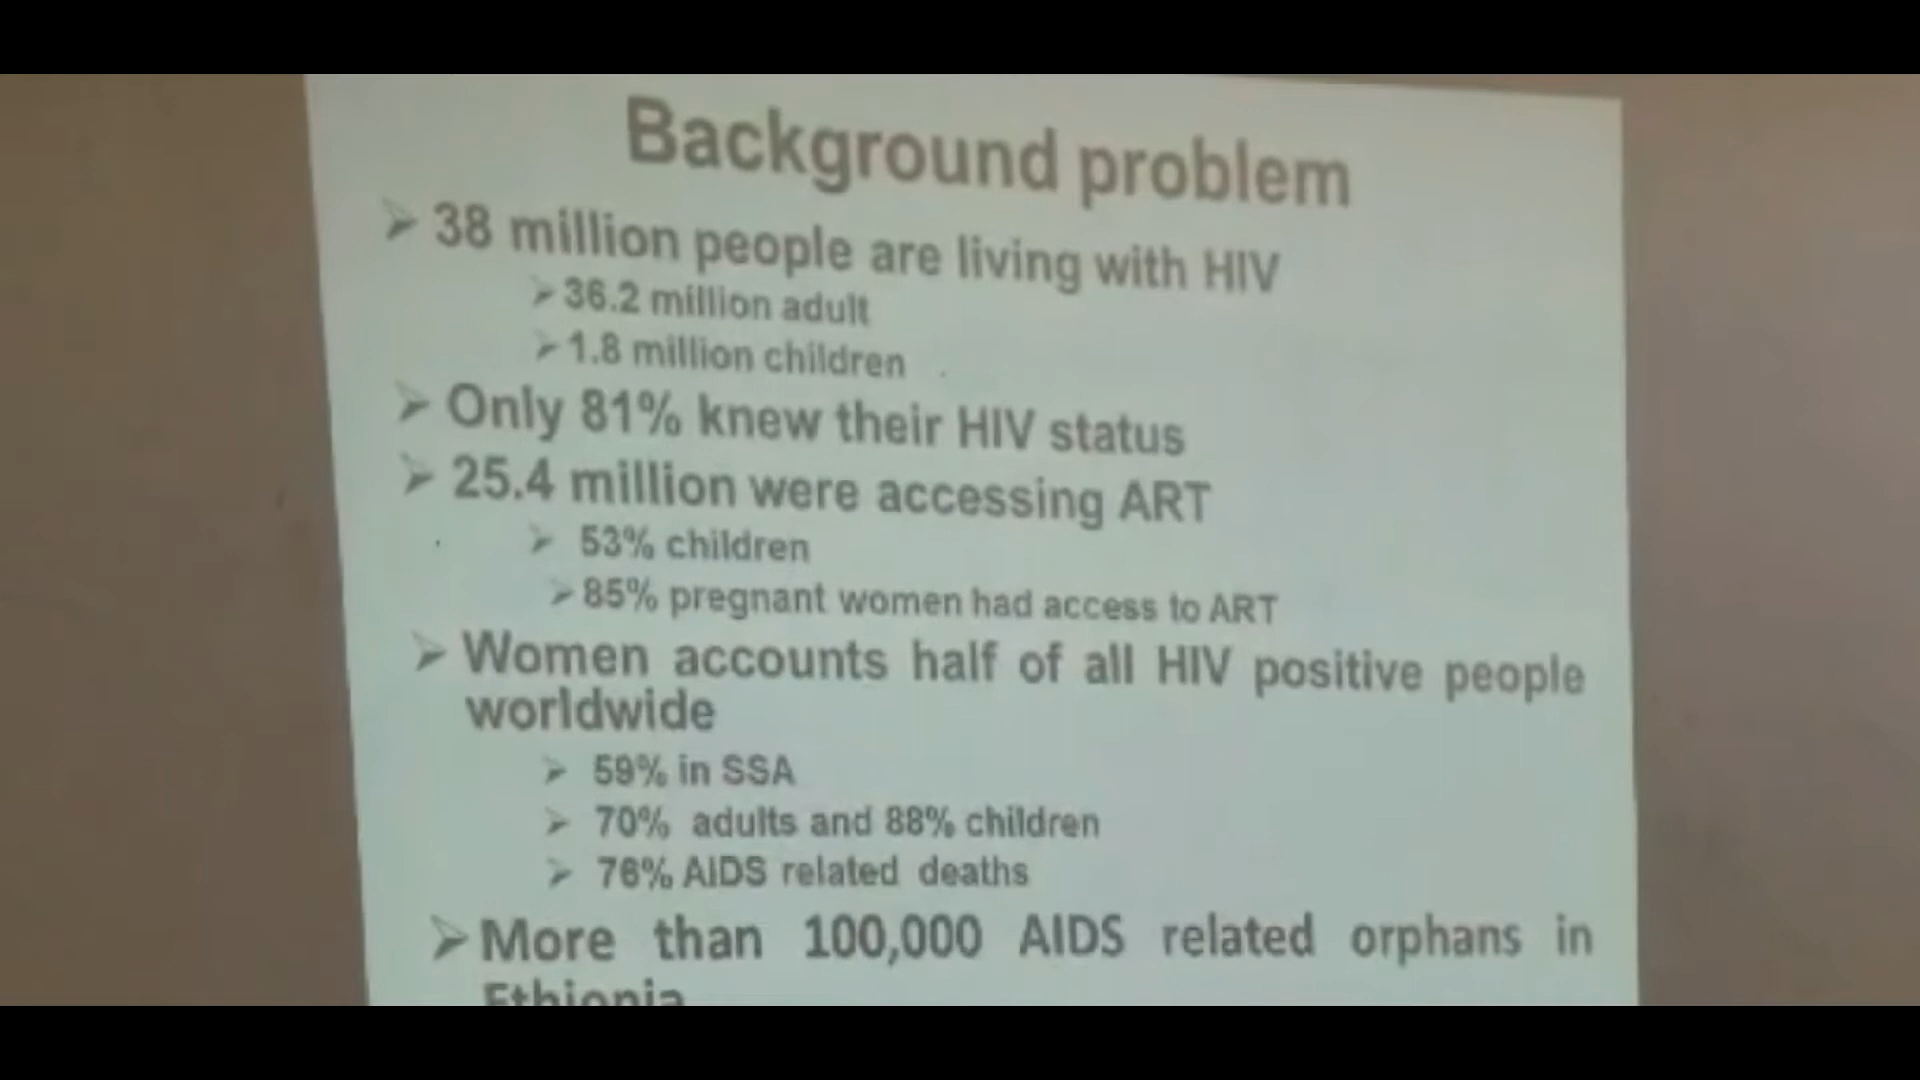 Background problem
➢ 38 million people are living with HIV
➢ 36.2 million adult
➢ 1.8 million children
➢ Only 81% knew their HIV status
➢ 25.4 million were accessing ART
➢ 53% children
➢ 85% pregnant women had access to ART
➢ Women accounts half of all HIV positive people
worldwide
➢ 59% in SSA
➢ 70% adults and 88% children
➢ 76% AIDS related deaths
➢ More than 100,000 AIDS related orphans in
Ethiopia